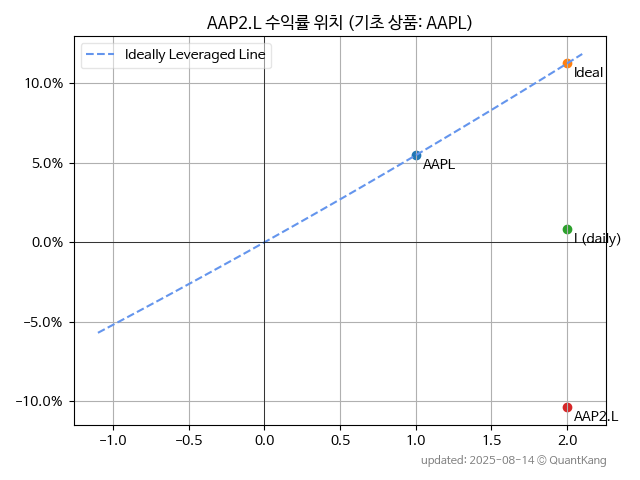 AAP2.L 수익률 위치 (기초 상품: AAPL)
Ideally Leveraged Line
10.0%
5.0%
0.0%
−5.0%
−10.0%
Ideal
AAPL
I (daily)
AAP2.L
−1.0
−0.5
0.0
0.5
1.0
1.5
2.0
updated: 2025-08-14 © QuantKang